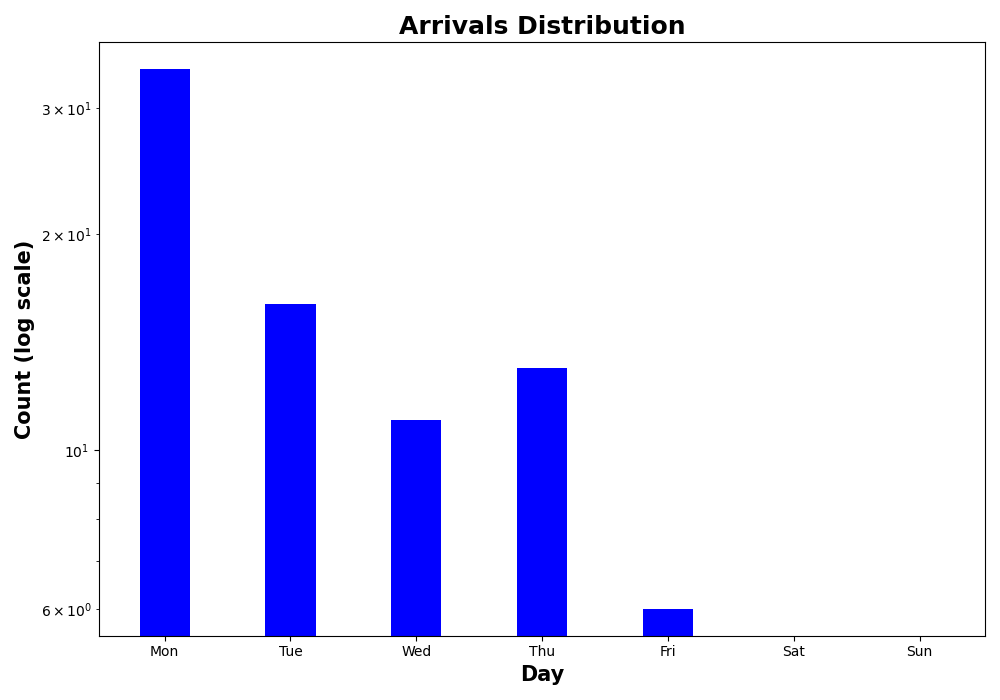 Arrivals Distribution
Count (log scale)
3 × 10¹
2 × 10¹
10¹
6 × 10⁰
Mon Tue Wed Thu Fri Sat Sun
Day